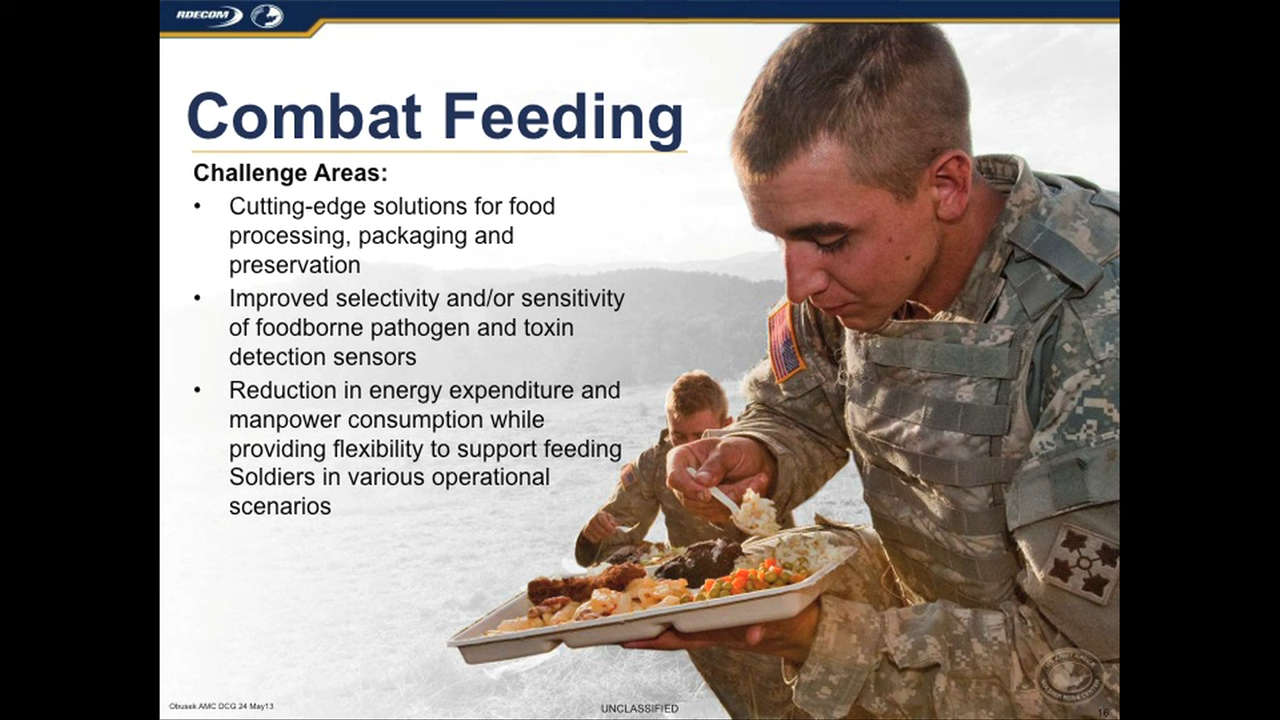 RDECOM
Combat Feeding
Challenge Areas:
• Cutting-edge solutions for food
processing, packaging and
preservation
• Improved selectivity and/or sensitivity
of foodborne pathogen and toxin
detection sensors
• Reduction in energy expenditure and
manpower consumption while
providing flexibility to support feeding
Soldiers in various operational
scenarios
Obusek AMC DCG 24 May13
UNCLASSIFIED
16